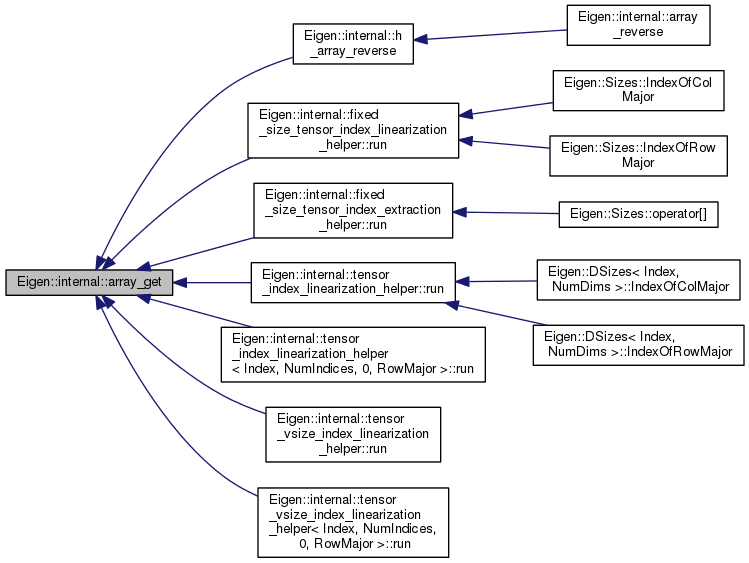 Eigen::internal::array_get
Eigen::internal::h
_array_reverse
Eigen::internal::array
_reverse
Eigen::internal::fixed
_size_tensor_index_linearization
_helper::run
Eigen::Sizes::IndexOfCol
Major
Eigen::Sizes::IndexOfRow
Major
Eigen::internal::fixed
_size_tensor_index_extraction
_helper::run
Eigen::Sizes::operator[]
Eigen::internal::tensor
_index_linearization_helper::run
Eigen::DSizes< Index,
NumDims >::IndexOfColMajor
Eigen::DSizes< Index,
NumDims >::IndexOfRowMajor
Eigen::internal::tensor
_index_linearization_helper
< Index, NumIndices, 0, RowMajor >::run
Eigen::internal::tensor
_vsize_index_linearization
_helper::run
Eigen::internal::tensor
_vsize_index_linearization
_helper< Index, NumIndices,
0, RowMajor >::run